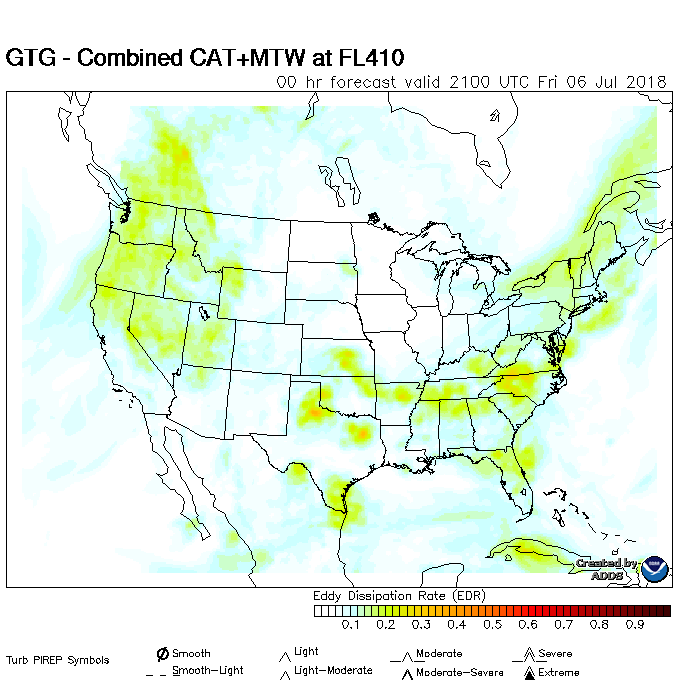 GTG - Combined CAT+MTW at FL410
00 hr forecast valid 2100 UTC Fri 06 Jul 2018
Created by
ADDS
Eddy Dissipation Rate (EDR)
0.1 0.2 0.3 0.4 0.5 0.6 0.7 0.8 0.9
Turb PIREP Symbols
Smooth Light Moderate Severe
Smooth-Light Light-Moderate Moderate-Severe Extreme